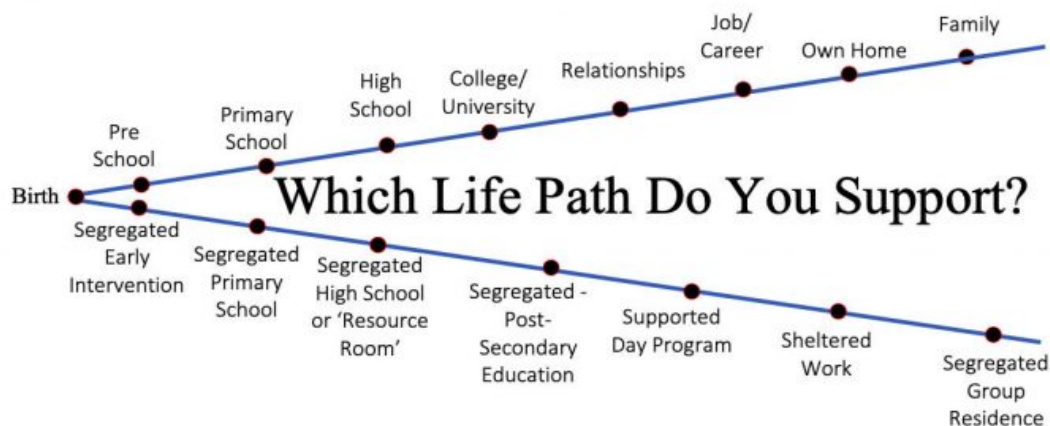 Family
Job/
Career
Own Home
Relationships
High
School
College/
University
Primary
School
Pre
School
Birth
Which Life Path Do You Support?
Segregated
Early
Intervention
Segregated
Primary
School
Segregated
High School
or ‘Resource
Room’
Segregated -
Post-
Secondary
Education
Supported
Day Program
Sheltered
Work
Segregated
Group
Residence